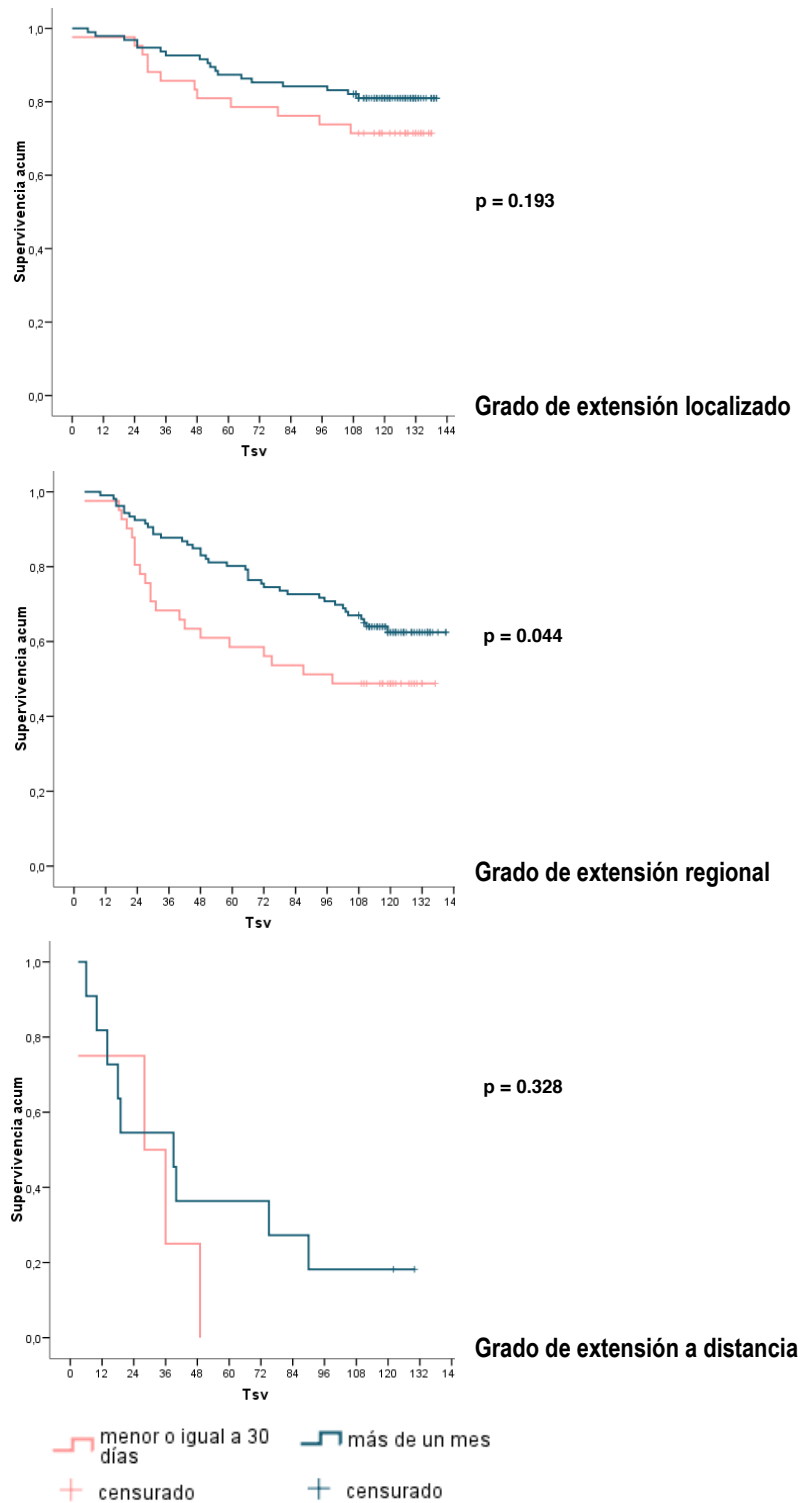 1,0
0,8
0,6
0,4
0,2
0,0
Supervivencia acum
0 12 24 36 48 60 72 84 96 108 120 132 144
Tsv
p = 0.193
Grado de extensión localizado
1,0
0,8
0,6
0,4
0,2
0,0
Supervivencia acum
0 12 24 36 48 60 72 84 96 108 120 132 14
Tsv
p = 0.044
Grado de extensión regional
1,0
0,8
0,6
0,4
0,2
0,0
Supervivencia acum
0 12 24 36 48 60 72 84 96 108 120 132 14
Tsv
p = 0.328
Grado de extensión a distancia
menor o igual a 30
días
más de un mes
censurado
censurado